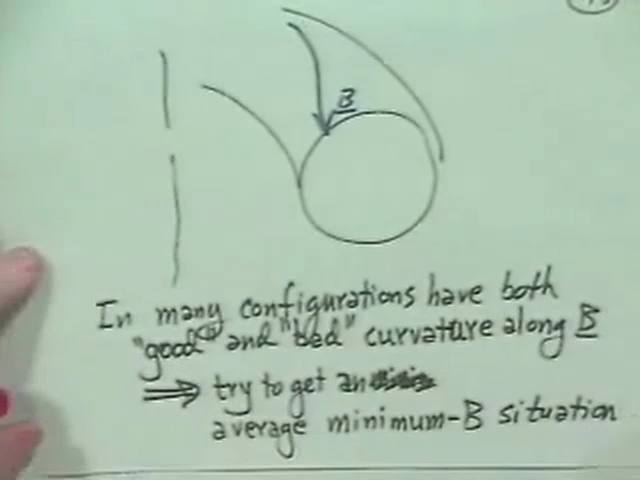 B
In many configurations have both
"good" and "bad" curvature along B
⟹ try to get an
average minimum-B situation